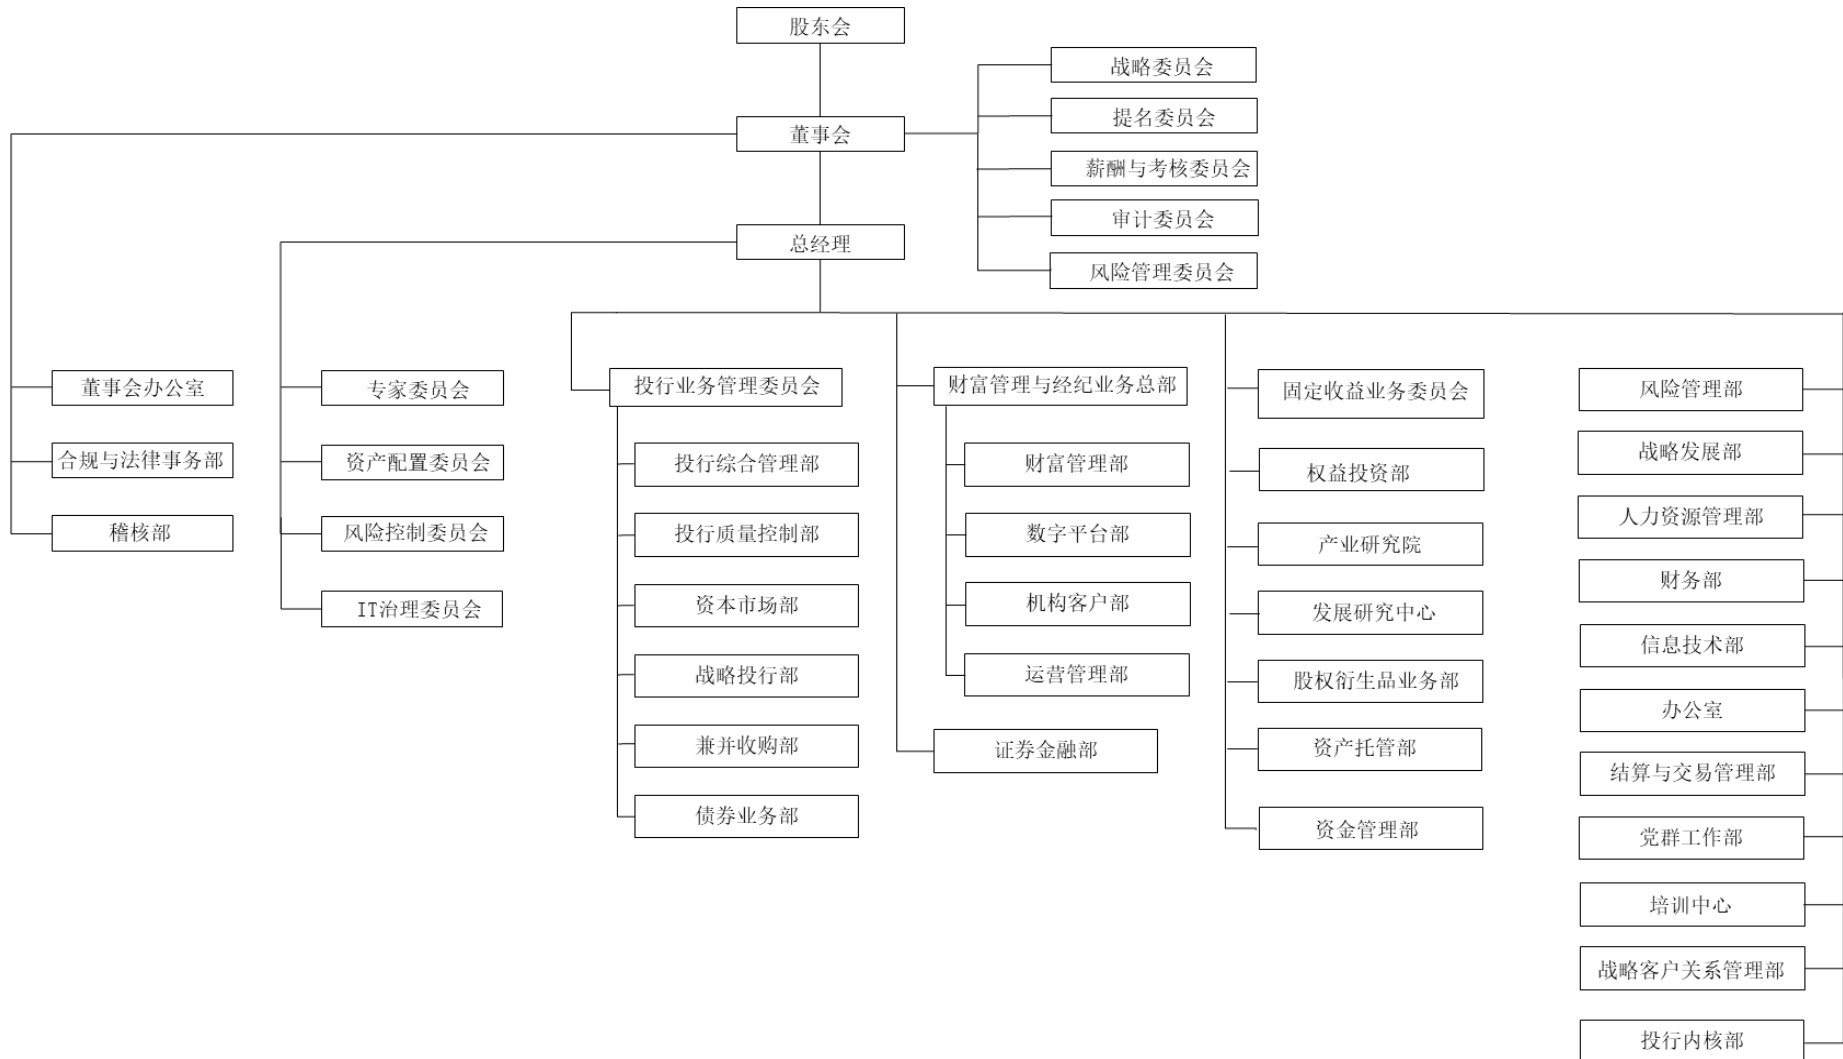 股东会
战略委员会
提名委员会
董事会
薪酬与考核委员会
审计委员会
总经理
风险管理委员会
董事会办公室
合规与法律事务部
稽核部
专家委员会
资产配置委员会
风险控制委员会
IT治理委员会
投行业务管理委员会
投行综合管理部
投行质量控制部
资本市场部
战略投行部
兼并收购部
债券业务部
财富管理与经纪业务总部
财富管理部
数字平台部
机构客户部
运营管理部
证券金融部
固定收益业务委员会
权益投资部
产业研究院
发展研究中心
股权衍生品业务部
资产托管部
资金管理部
风险管理部
战略发展部
人力资源管理部
财务部
信息技术部
办公室
结算与交易管理部
党群工作部
培训中心
战略客户关系管理部
投行内核部